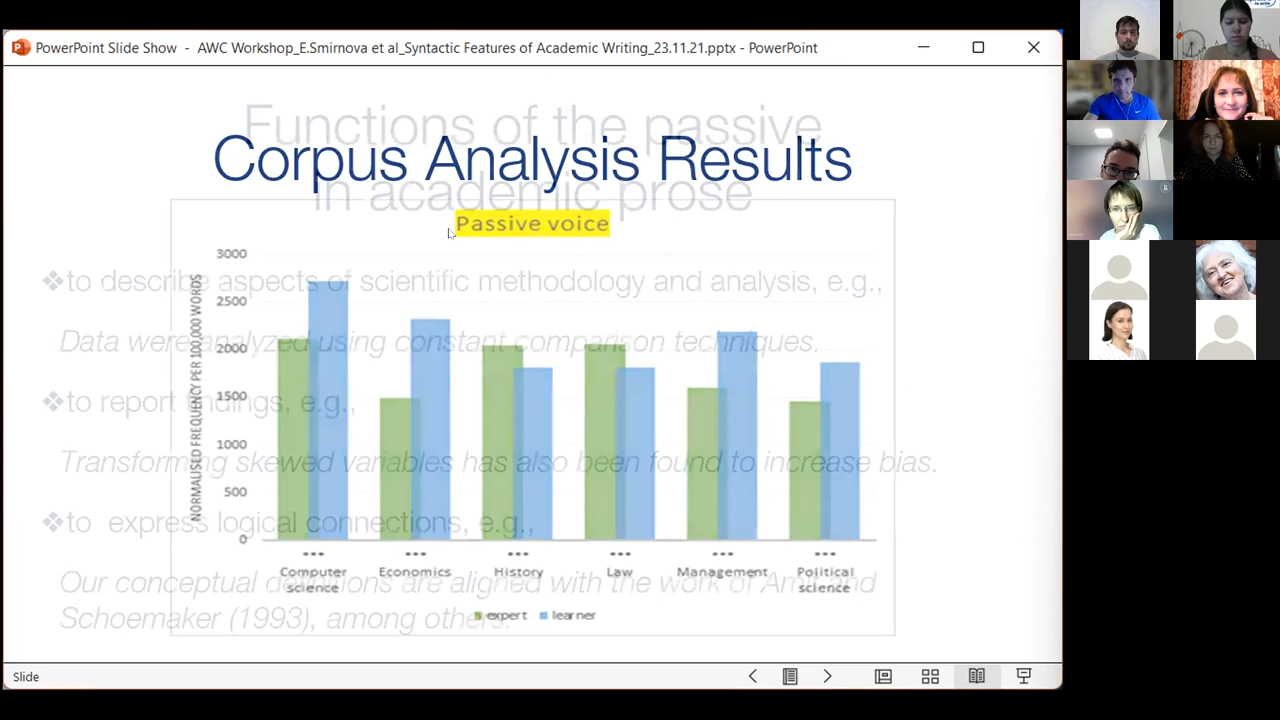 PowerPoint Slide Show - AWC Workshop_E.Smirnova et al_Syntactic Features of Academic Writing_23.11.21.pptx - PowerPoint
Functions of the passive
in academic prose
Corpus Analysis Results
Passive voice
NORMALISED FREQUENCY PER 100,000 WORDS
3000
2500
2000
1500
1000
500
0
❖to describe aspects of scientific methodology and analysis, e.g.,
Data were analyzed using constant comparison techniques.
❖to report findings, e.g.,
Transforming skewed variables has also been found to increase bias.
❖to express logical connections, e.g.,
Our conceptual definitions are aligned with the work of Amit and
Schoemaker (1993), among others.
*** *** *** *** *** ***
Computer science
Economics
History
Law
Management
Political science
expert learner
Slide
to write